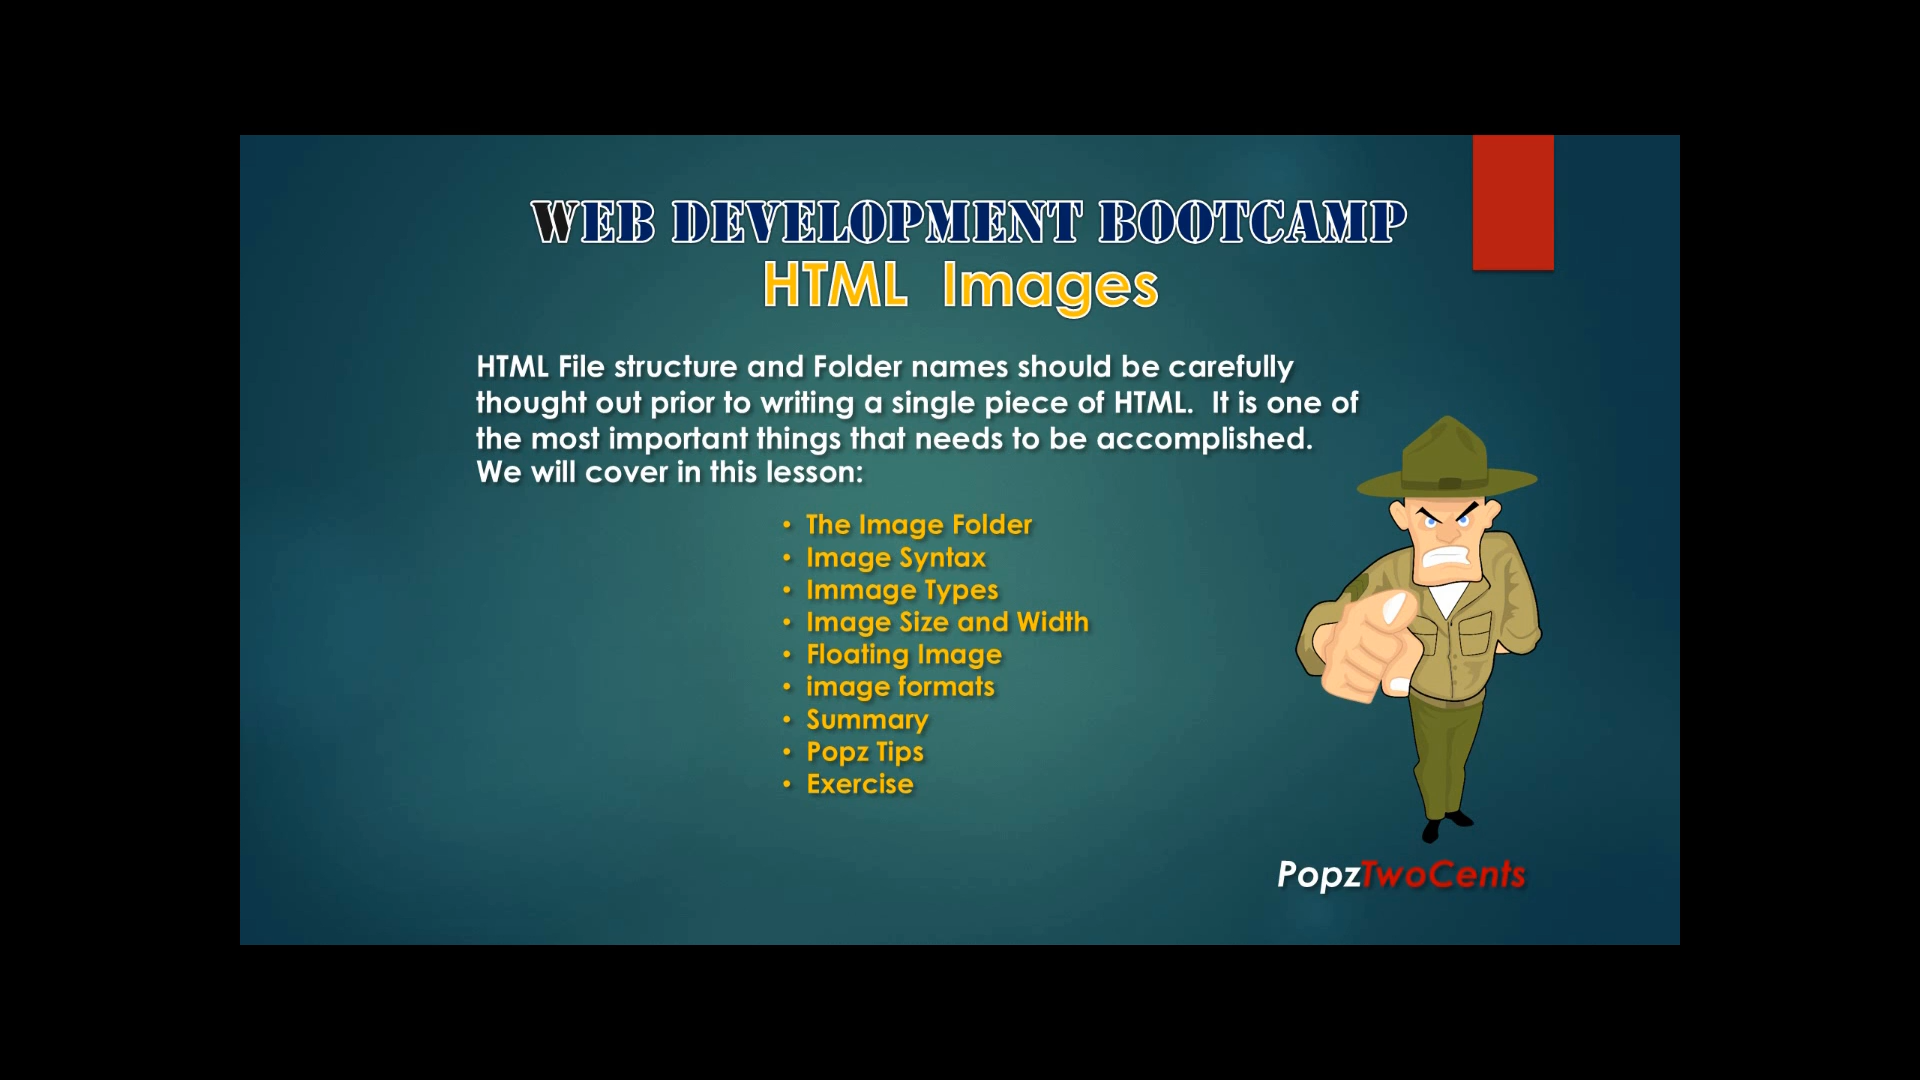 WEB DEVELOPMENT BOOTCAMP
HTML Images
HTML File structure and Folder names should be carefully
thought out prior to writing a single piece of HTML. It is one of
the most important things that needs to be accomplished.
We will cover in this lesson:
• The Image Folder
• Image Syntax
• Immage Types
• Image Size and Width
• Floating Image
• image formats
• Summary
• Popz Tips
• Exercise
PopzTwoCents